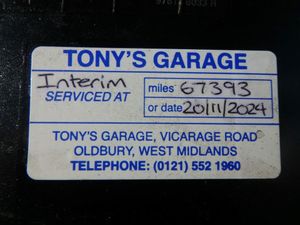 TONY'S GARAGE
Interim
SERVICED AT
miles 67393
or date 20/11/2024
TONY'S GARAGE, VICARAGE ROAD
OLDBURY, WEST MIDLANDS
TELEPHONE: (0121) 552 1960